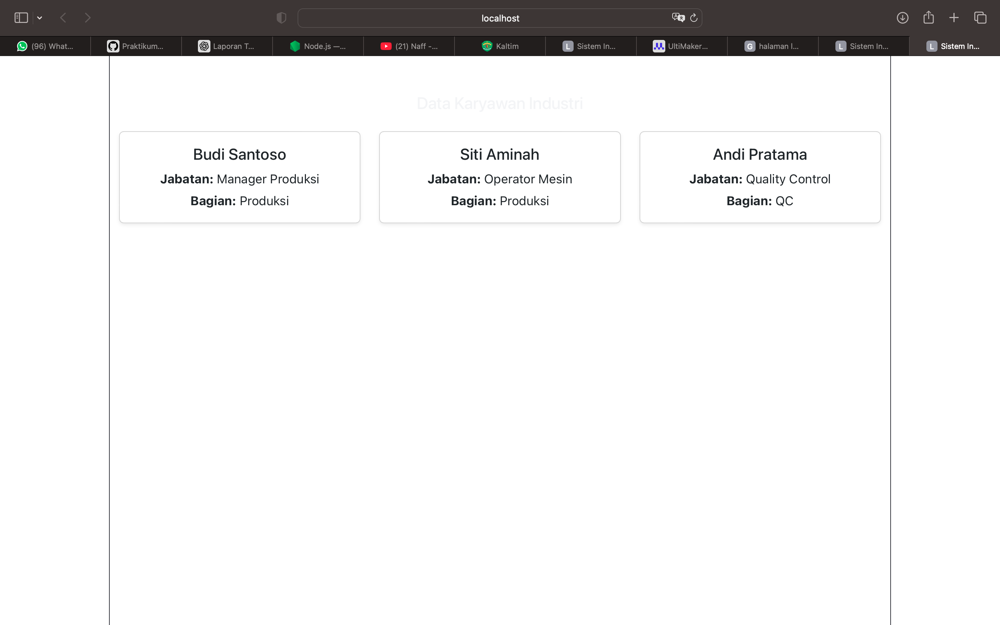 localhost
(96) What...
Praktikum...
Laporan T...
Node.js —...
(21) Naff -...
Kaltim
L Sistem In...
UltiMaker...
G halaman l...
L Sistem In...
L Sistem In...
Data Karyawan Industri
Budi Santoso
Jabatan: Manager Produksi
Bagian: Produksi
Siti Aminah
Jabatan: Operator Mesin
Bagian: Produksi
Andi Pratama
Jabatan: Quality Control
Bagian: QC